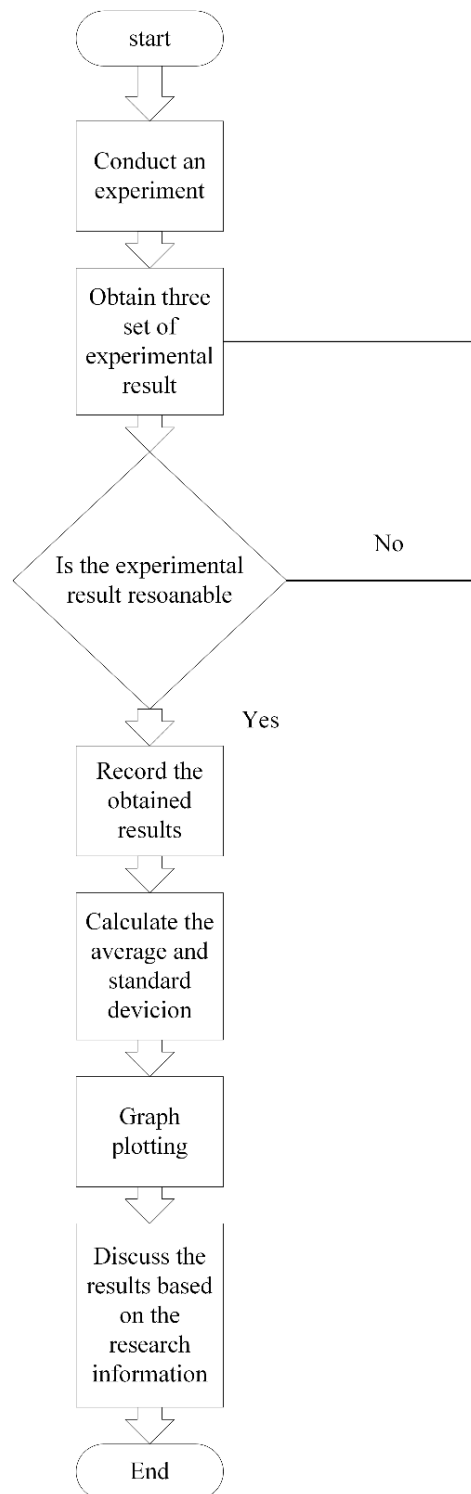 start
Conduct an
experiment
Obtain three
set of
experimental
result
Is the experimental
result resoanable
No
Yes
Record the
obtained
results
Calculate the
average and
standard
devicion
Graph
plotting
Discuss the
results based
on the
research
information
End